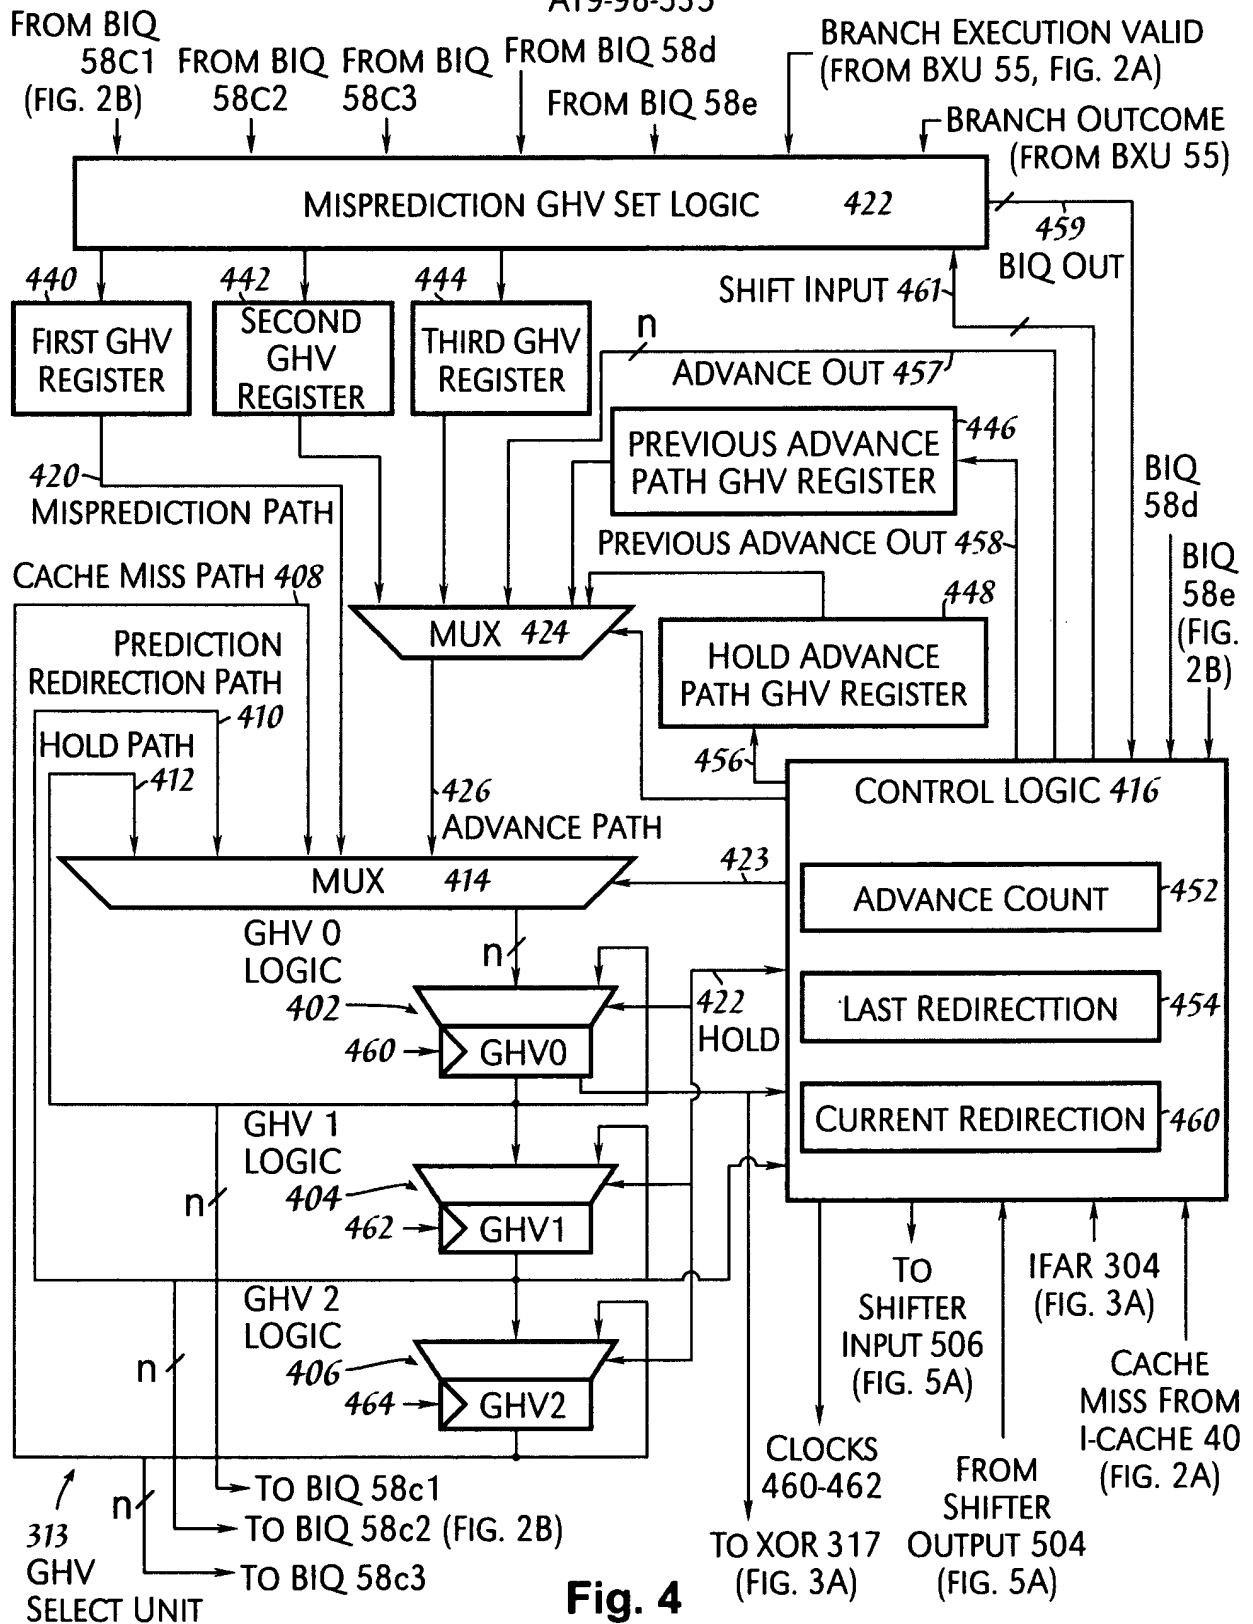 AT9-98-535
FROM BIQ
58C1
(FIG. 2B)
FROM BIQ
58C2
FROM BIQ
58C3
FROM BIQ 58d
FROM BIQ 58e
BRANCH EXECUTION VALID
(FROM BXU 55, FIG. 2A)
BRANCH OUTCOME
(FROM BXU 55)
MISPREDICTION GHV SET LOGIC 422
459
BIQ OUT
SHIFT INPUT 461
440
FIRST GHV
REGISTER
442
SECOND
GHV
REGISTER
444
THIRD GHV
REGISTER
n
ADVANCE OUT 457
PREVIOUS ADVANCE
PATH GHV REGISTER
446
BIQ
58d
420
MISPREDICTION PATH
PREVIOUS ADVANCE OUT 458
BIQ
58e
(FIG.
2B)
CACHE MISS PATH 408
MUX 424
448
HOLD ADVANCE
PATH GHV REGISTER
PREDICTION
REDIRECTION PATH
410
HOLD PATH
412
456
426
ADVANCE PATH
CONTROL LOGIC 416
MUX 414
423
ADVANCE COUNT
452
GHV 0
LOGIC
402
n
422
HOLD
LAST REDIRECTTION
454
460
GHV0
CURRENT REDIRECTION
460
GHV 1
LOGIC
404
n
462
GHV1
GHV 2
LOGIC
406
n
464
GHV2
TO
SHIFTER
INPUT 506
(FIG. 5A)
IFAR 304
(FIG. 3A)
CACHE
MISS FROM
I-CACHE 40
(FIG. 2A)
CLOCKS
460-462
FROM
SHIFTER
OUTPUT 504
(FIG. 5A)
TO XOR 317
(FIG. 3A)
n
TO BIQ 58c1
TO BIQ 58c2 (FIG. 2B)
TO BIQ 58c3
313
GHV
SELECT UNIT
Fig. 4